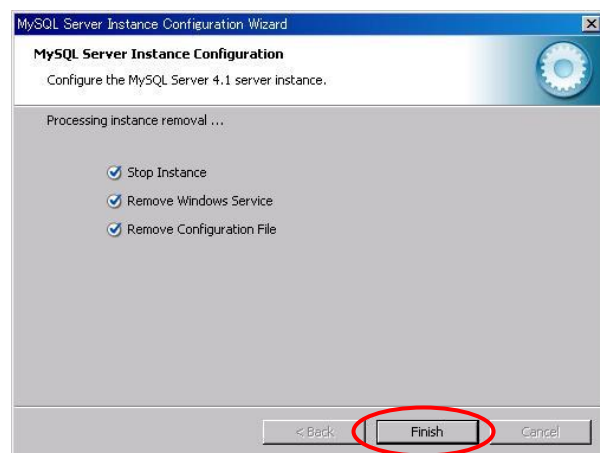 MySQL Server Instance Configuration Wizard
MySQL Server Instance Configuration
Configure the MySQL Server 4.1 server instance.
Processing instance removal ...
Stop Instance
Remove Windows Service
Remove Configuration File
< Back Finish Cancel